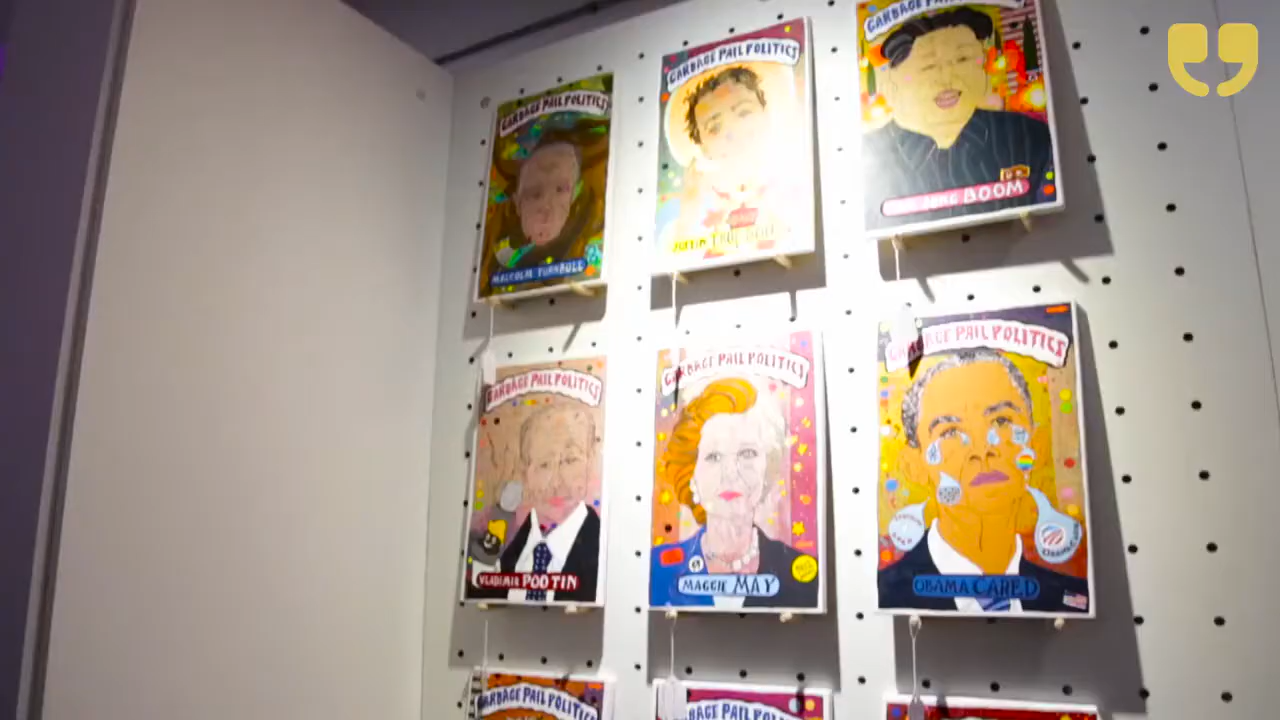 GARBAGE PAIL POLITICS
MALCOLM TURNBULL
GARBAGE PAIL POLITICS
GARBAGE PAIL
JONG BOOM
GARBAGE PAIL POLITICS
VLADIMIR POOTIN
GARBAGE PAIL POLITICS
MAGGIE MAY
GARBAGE PAIL POLITICS
OBAMA CARED
GARBAGE PAIL POLITICS
GARBAGE PAIL POLITICS